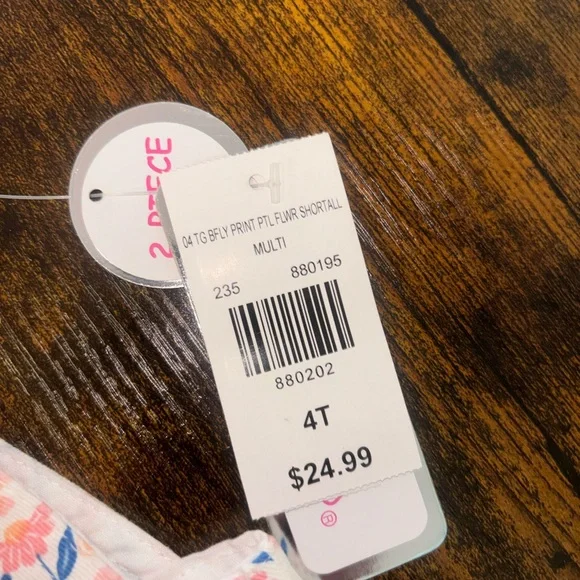 2 PIECE
04 TG BFLY PRINT PTL FLWR SHORTALL
MULTI
235 880195
880202
4T
$24.99
®